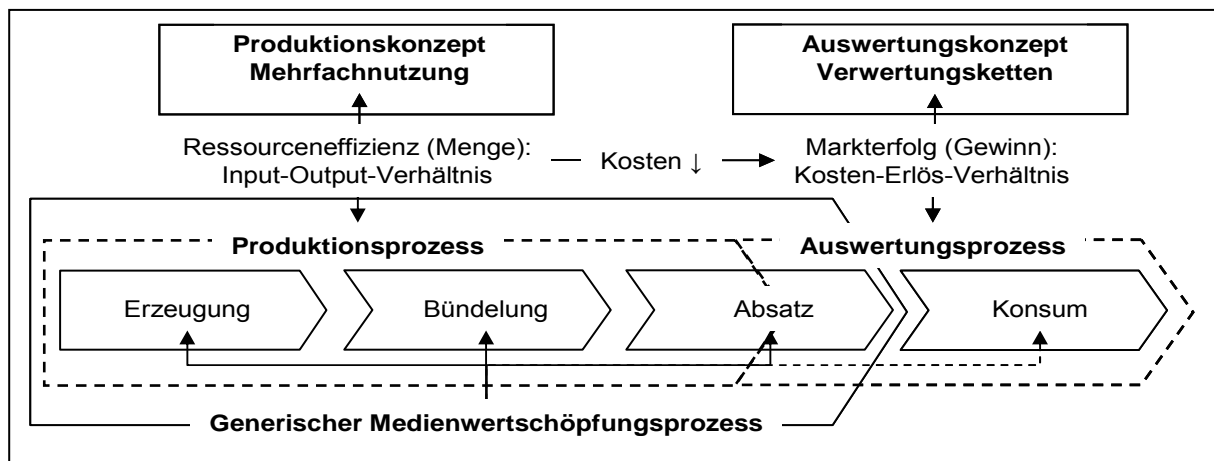 Produktionskonzept
Mehrfachnutzung
Auswertungskonzept
Verwertungsketten
Ressourceneffizienz (Menge):
Input-Output-Verhältnis
Kosten ↓
Markterfolg (Gewinn):
Kosten-Erlös-Verhältnis
Produktionsprozess
Auswertungsprozess
Erzeugung
Bündelung
Absatz
Konsum
Generischer Medienwertschöpfungsprozess